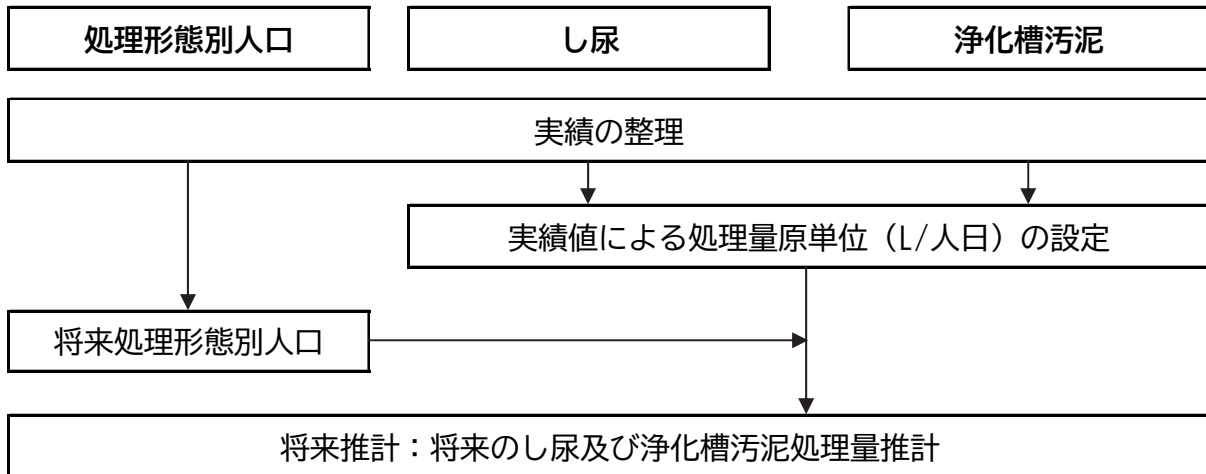 処理形態別人口
し尿
浄化槽汚泥
実績の整理
実績値による処理量原単位（L/人日）の設定
将来処理形態別人口
将来推計：将来のし尿及び浄化槽汚泥処理量推計